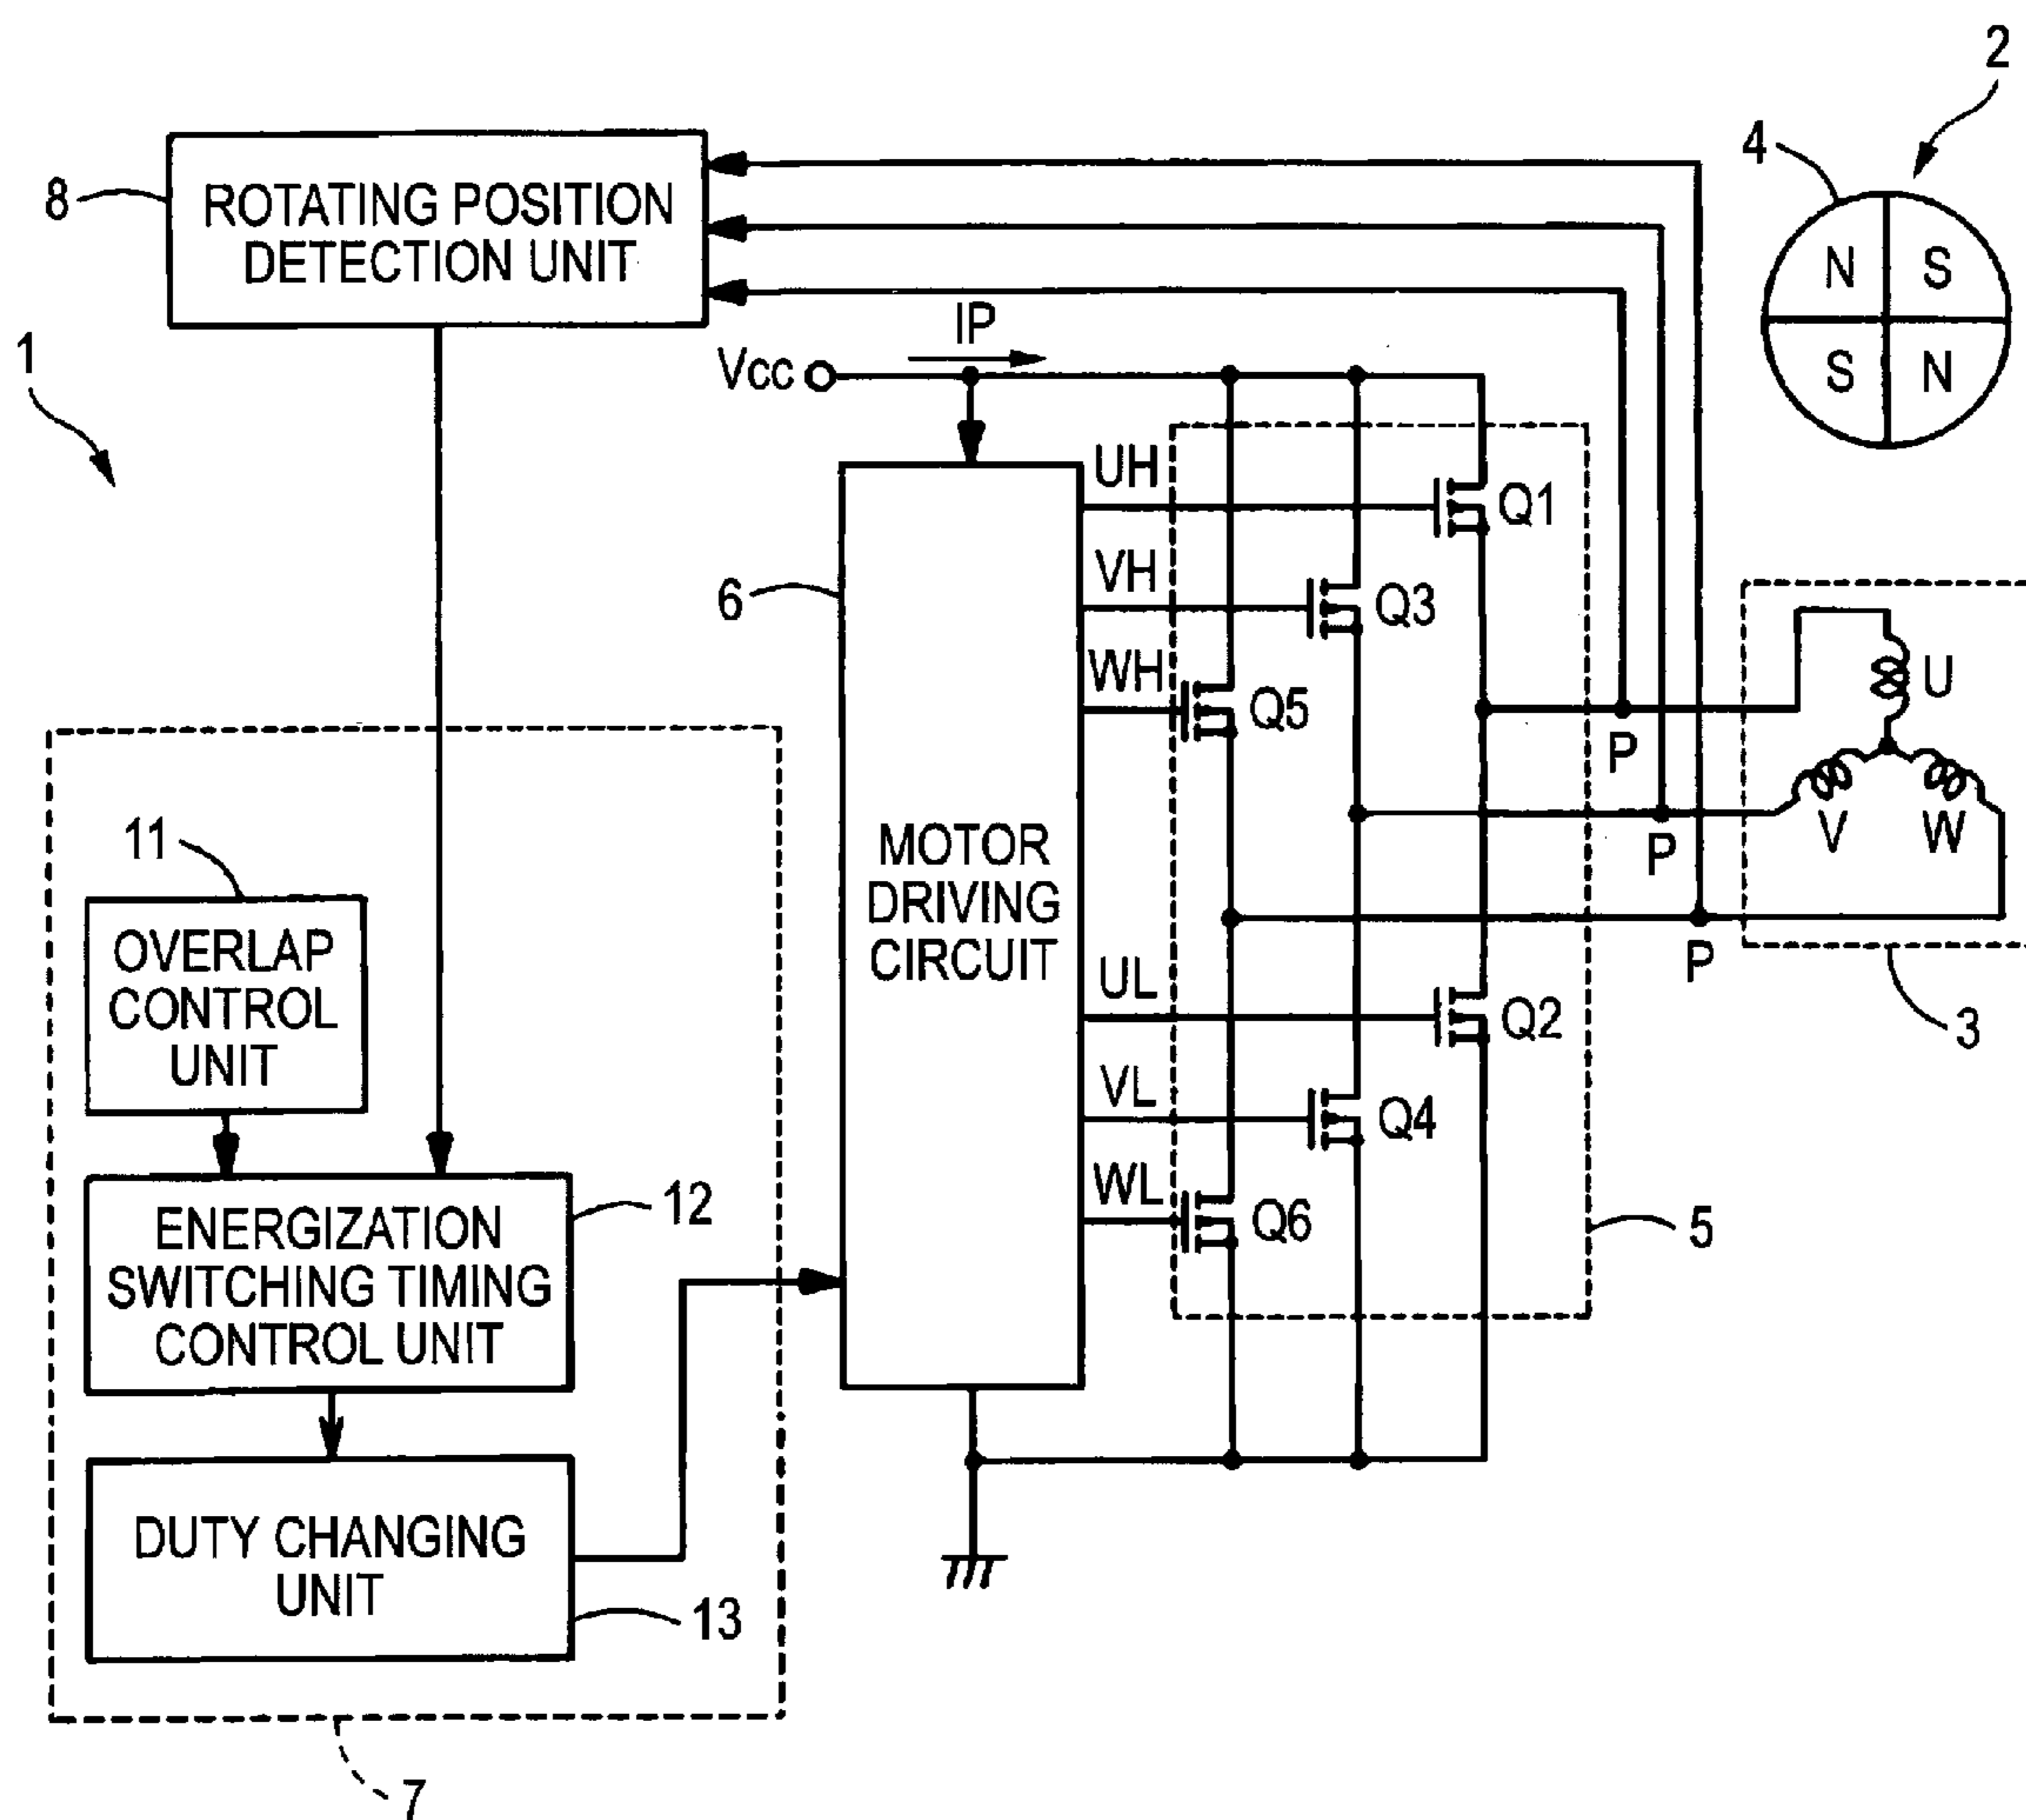 2
4
8
ROTATING POSITION
DETECTION UNIT
N
S
S
N
1
IP
Vcc
UH
Q1
VH
Q3
6
WH
Q5
U
P
V
W
P
P
11
OVERLAP
CONTROL
UNIT
MOTOR
DRIVING
CIRCUIT
UL
Q2
3
VL
Q4
WL
Q6
5
12
ENERGIZATION
SWITCHING TIMING
CONTROL UNIT
DUTY CHANGING
UNIT
13
7